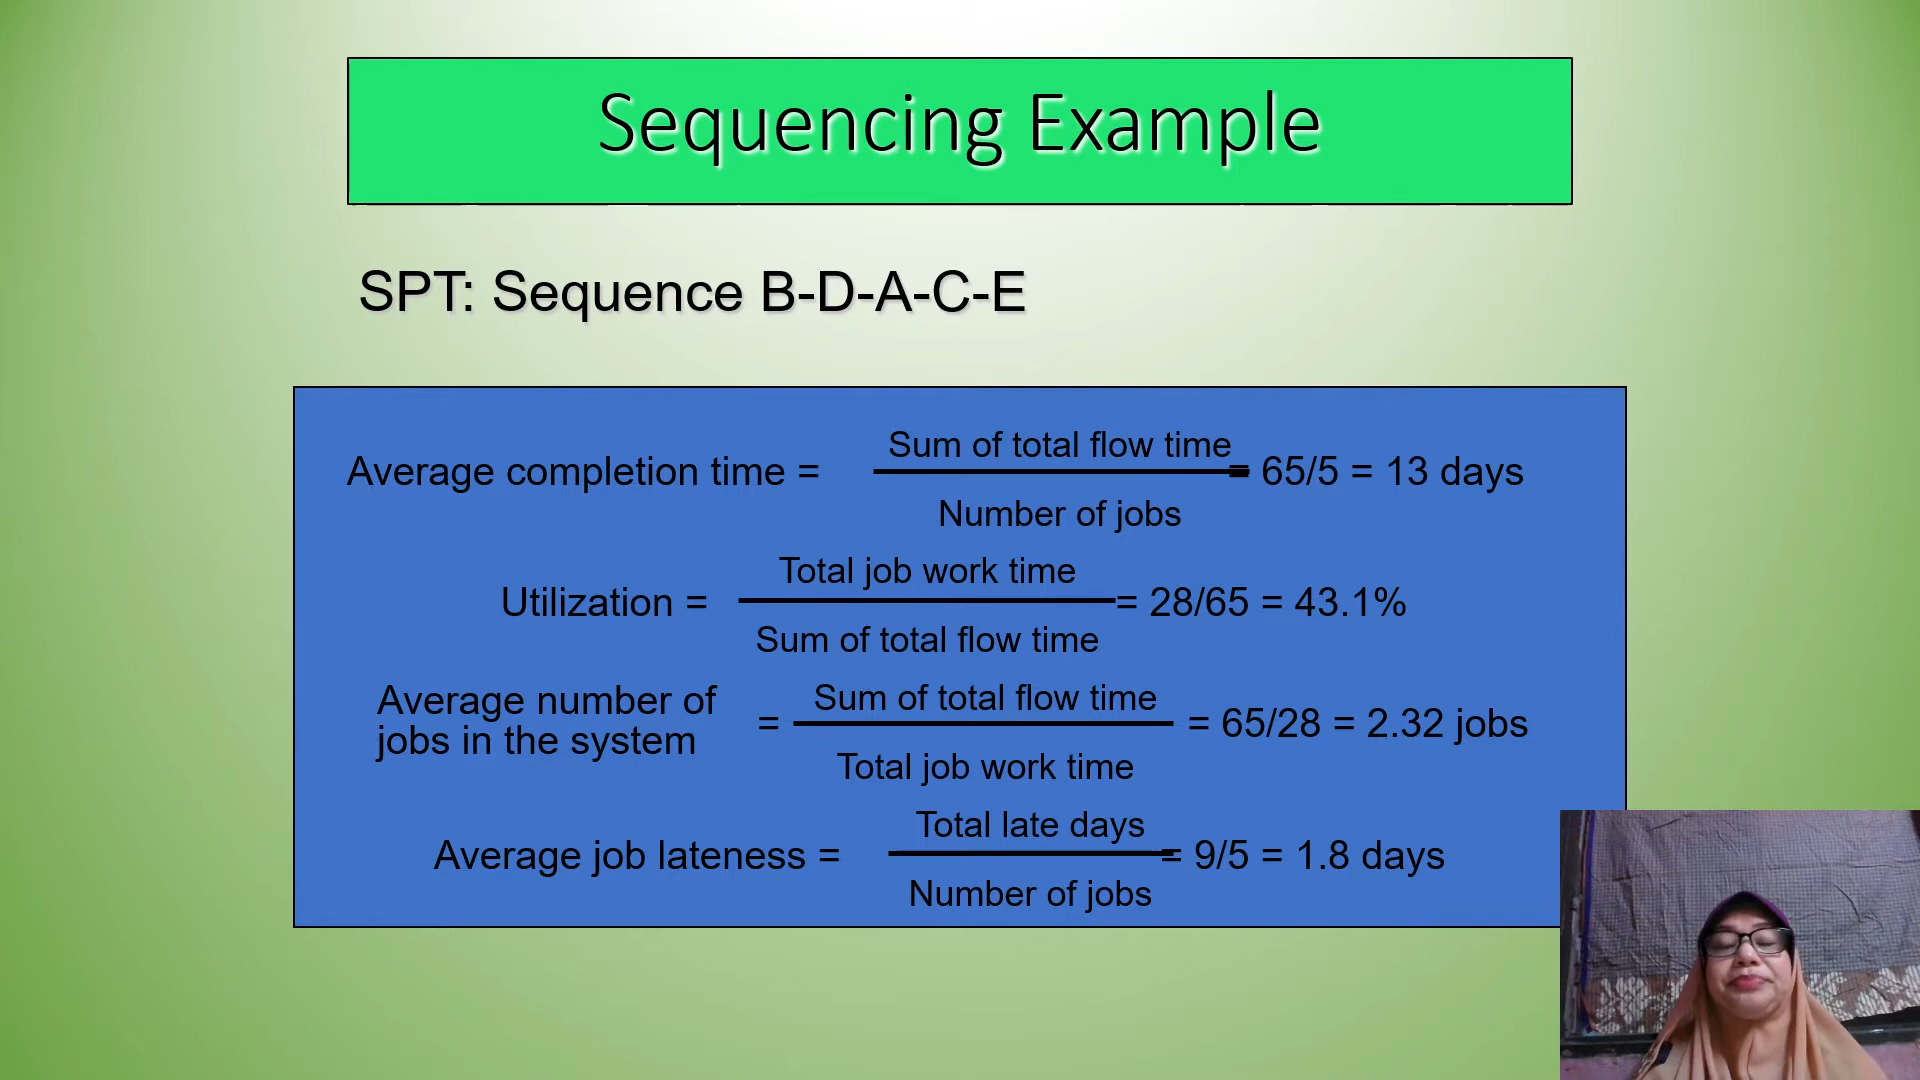 Sequencing Example
SPT: Sequence B-D-A-C-E
Sum of total flow time
Average completion time = = 65/5 = 13 days
Number of jobs
Total job work time
Utilization = = 28/65 = 43.1%
Sum of total flow time
Average number of
jobs in the system
Sum of total flow time
= = 65/28 = 2.32 jobs
Total job work time
Total late days
Average job lateness = = 9/5 = 1.8 days
Number of jobs